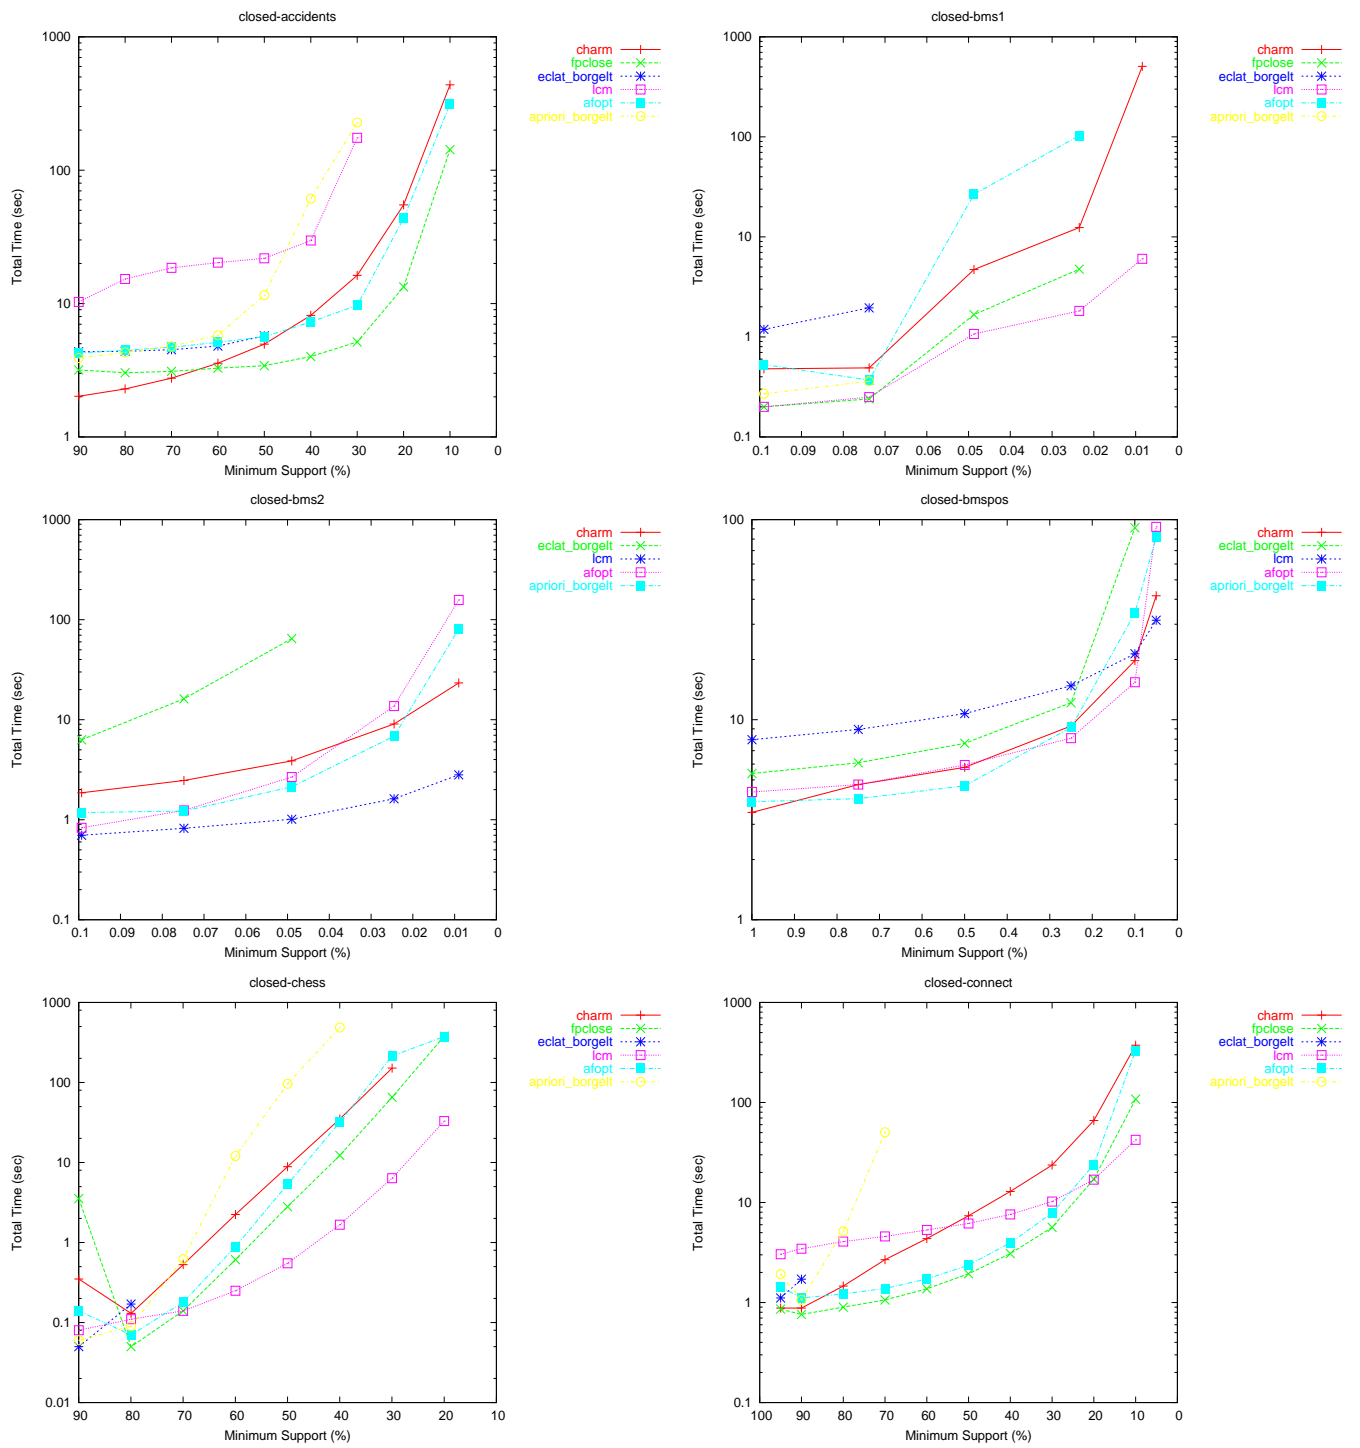 closed-accidents
1000
100
10
1
Total Time (sec)
90 80 70 60 50 40 30 20 10 0
Minimum Support (%)
charm
fpclose
eclat_borgelt
lcm
afopt
apriori_borgelt
closed-bms1
1000
100
10
1
0.1
Total Time (sec)
0.1 0.09 0.08 0.07 0.06 0.05 0.04 0.03 0.02 0.01 0
Minimum Support (%)
charm
fpclose
eclat_borgelt
lcm
afopt
apriori_borgelt
closed-bms2
1000
100
10
1
0.1
Total Time (sec)
0.1 0.09 0.08 0.07 0.06 0.05 0.04 0.03 0.02 0.01 0
Minimum Support (%)
charm
eclat_borgelt
lcm
afopt
apriori_borgelt
closed-bmspos
100
10
1
Total Time (sec)
1 0.9 0.8 0.7 0.6 0.5 0.4 0.3 0.2 0.1 0
Minimum Support (%)
charm
eclat_borgelt
lcm
afopt
apriori_borgelt
closed-chess
1000
100
10
1
0.1
0.01
Total Time (sec)
90 80 70 60 50 40 30 20 10
Minimum Support (%)
charm
fpclose
eclat_borgelt
lcm
afopt
apriori_borgelt
closed-connect
1000
100
10
1
0.1
Total Time (sec)
100 90 80 70 60 50 40 30 20 10 0
Minimum Support (%)
charm
fpclose
eclat_borgelt
lcm
afopt
apriori_borgelt